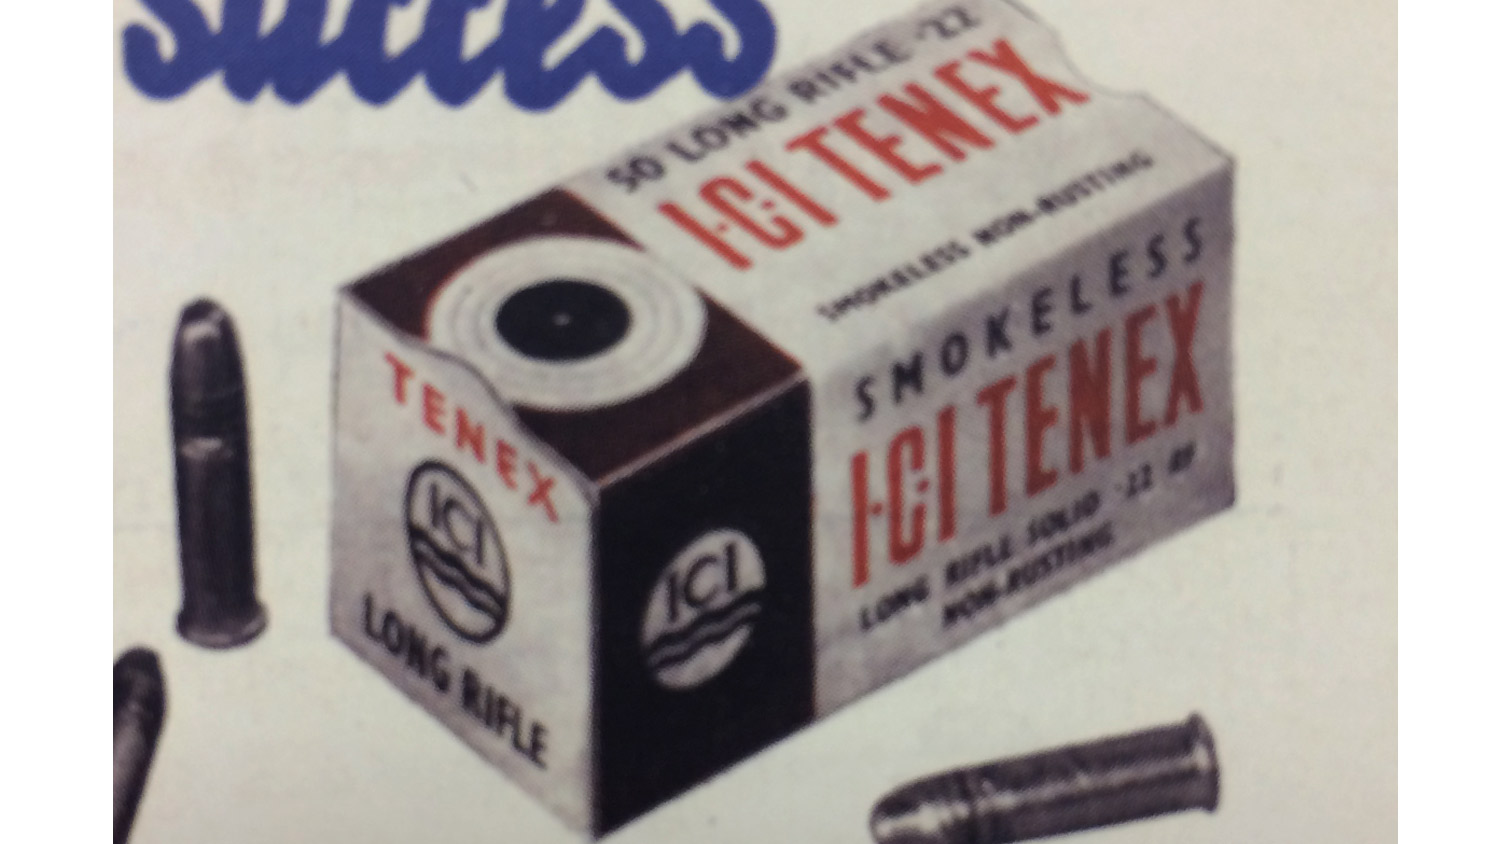 success
50 LONG RIFLE ·22
I·C·I TENEX
SMOKELESS NON-RUSTING
SMOKELESS
I·C·I TENEX
LONG RIFLE SOLID ·22 RF
NON-RUSTING
TENEX
ICI
LONG RIFLE
ICI